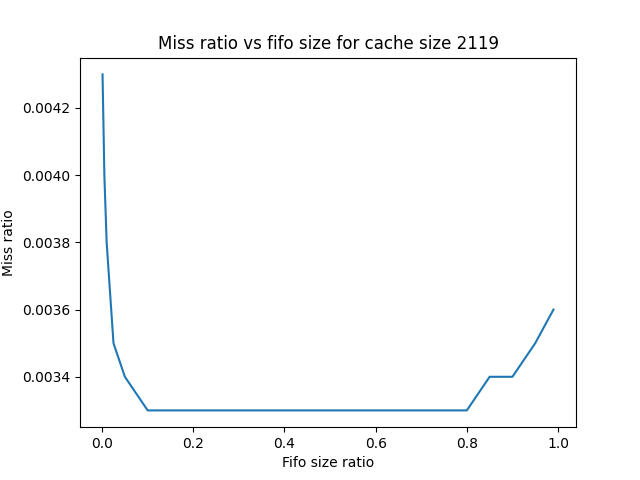 Miss ratio vs fifo size for cache size 2119
0.0042
0.0040
0.0038
0.0036
0.0034
Miss ratio
0.0 0.2 0.4 0.6 0.8 1.0
Fifo size ratio